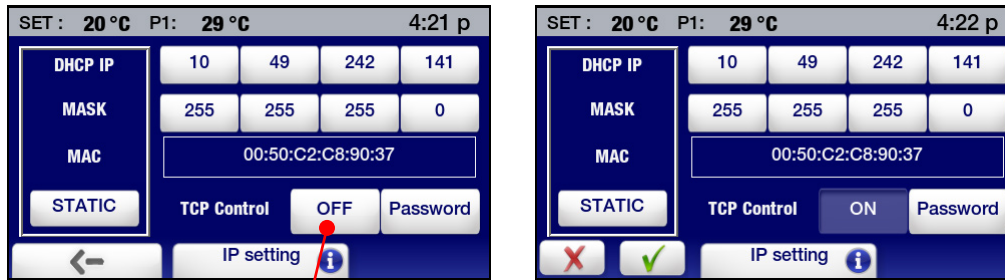 SET : 20 °C P1: 29 °C 4:21 p
DHCP IP 10 49 242 141
MASK 255 255 255 0
MAC 00:50:C2:C8:90:37
STATIC TCP Control OFF Password
IP setting i
SET : 20 °C P1: 29 °C 4:22 p
DHCP IP 10 49 242 141
MASK 255 255 255 0
MAC 00:50:C2:C8:90:37
STATIC TCP Control ON Password
IP setting i